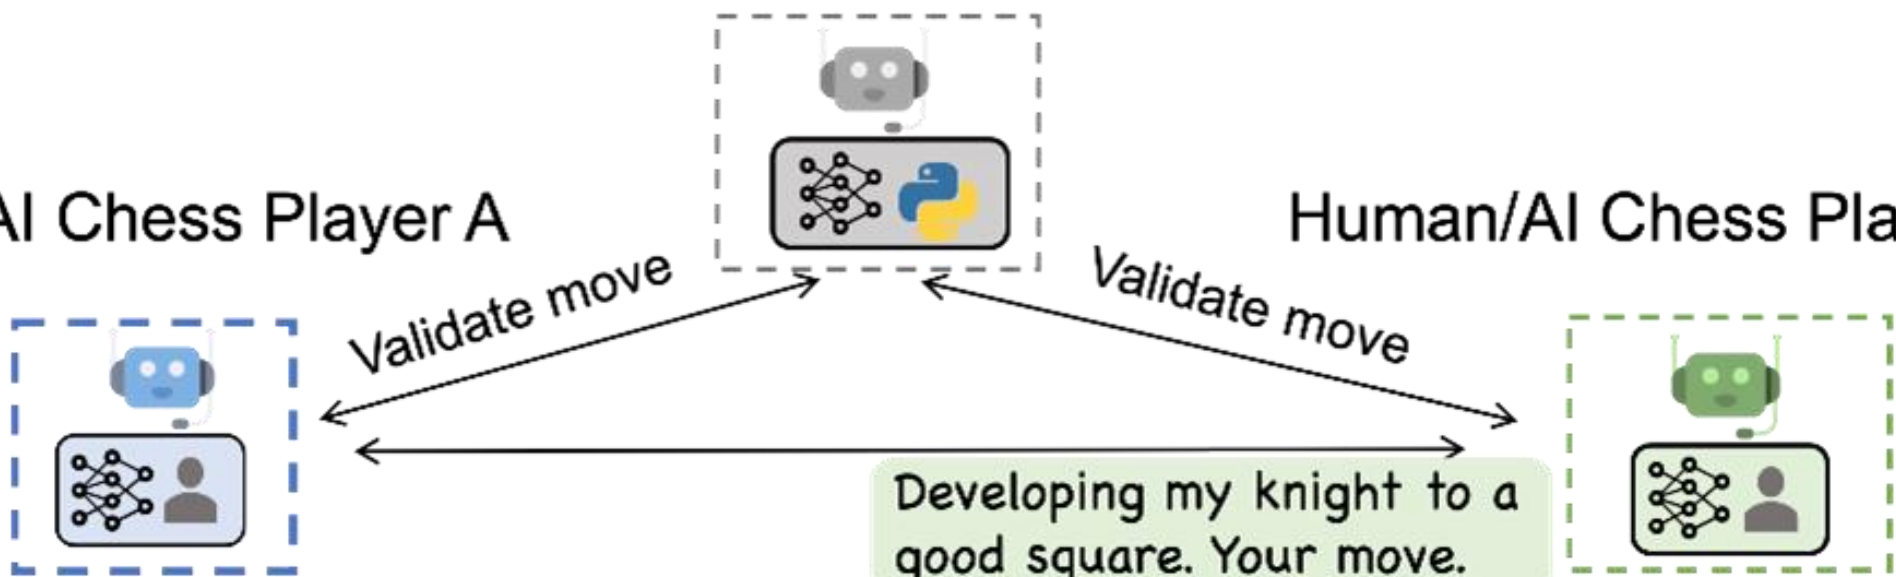 AI Chess Player A
Human/AI Chess Pla
Validate move
Validate move
Developing my knight to a
good square. Your move.